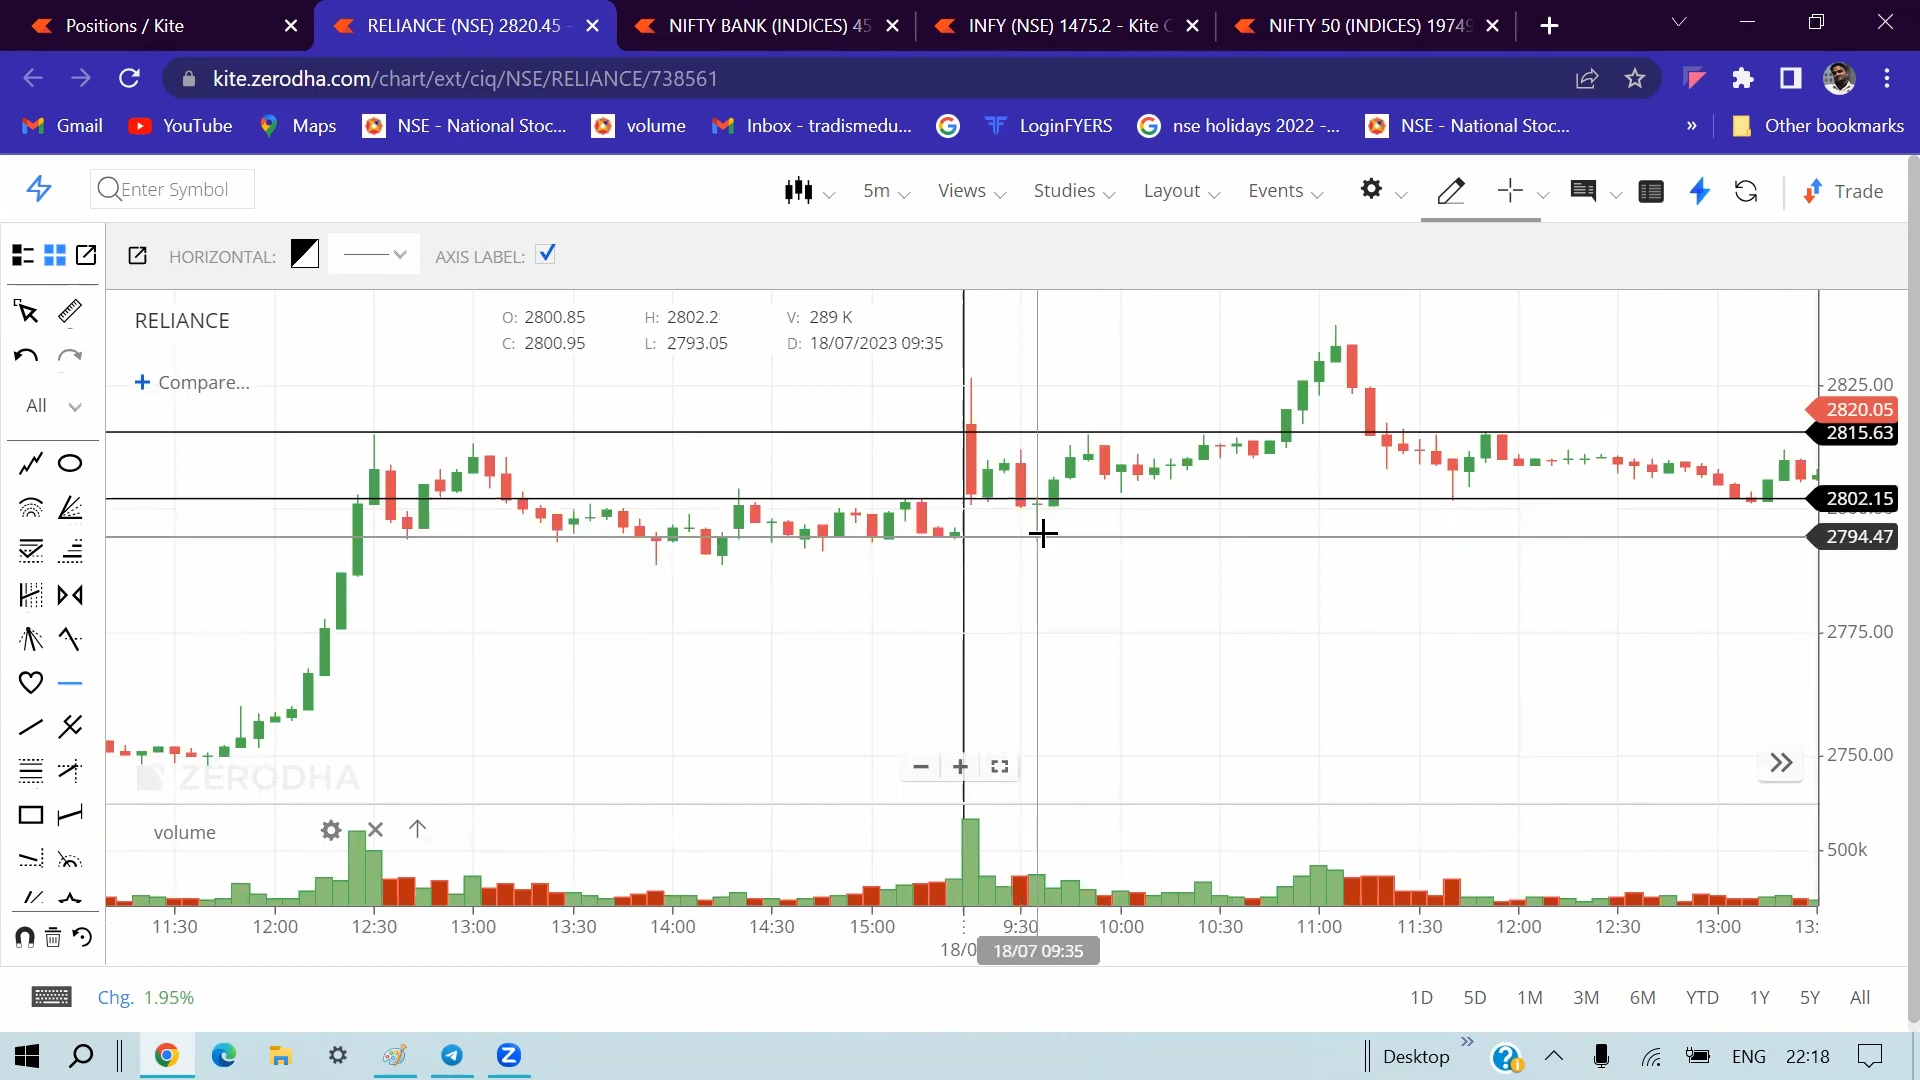 Positions / Kite
RELIANCE (NSE) 2820.45 -
NIFTY BANK (INDICES) 45
INFY (NSE) 1475.2 - Kite C
NIFTY 50 (INDICES) 19749
kite.zerodha.com/chart/ext/ciq/NSE/RELIANCE/738561
Gmail YouTube Maps NSE - National Stoc... volume Inbox - tradismedu... LoginFYERS nse holidays 2022 -... NSE - National Stoc... » Other bookmarks
Enter Symbol 5m Views Studies Layout Events Trade
HORIZONTAL: AXIS LABEL:
RELIANCE
O: 2800.85 H: 2802.2 V: 289 K
C: 2800.95 L: 2793.05 D: 18/07/2023 09:35
+ Compare...
All
2825.00
2820.05
2815.63
2802.15
2794.47
2775.00
2750.00
ZERODHA
volume
500k
11:30 12:00 12:30 13:00 13:30 14:00 14:30 15:00 9:30 10:00 10:30 11:00 11:30 12:00 12:30 13:00 13:
18/0 18/07 09:35
Chg. 1.95%
1D 5D 1M 3M 6M YTD 1Y 5Y All
Desktop » ENG 22:18